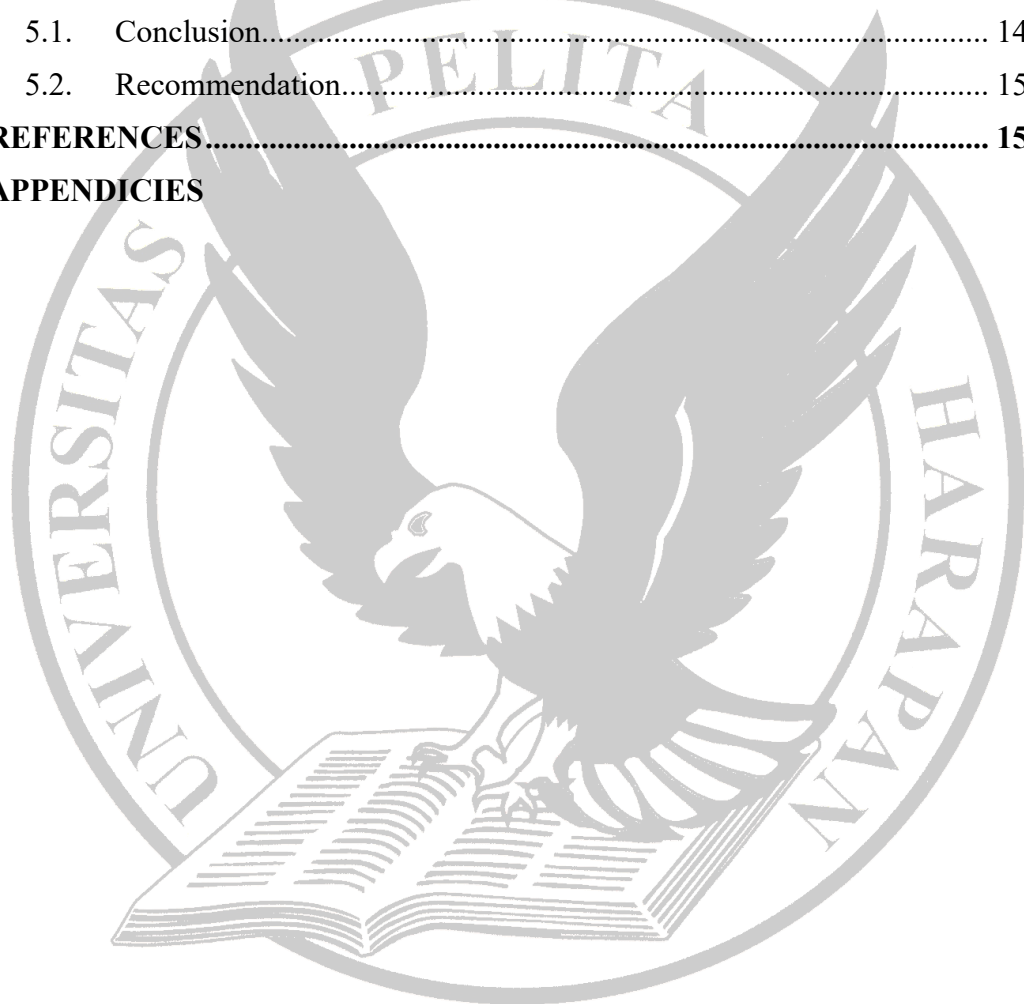 5.1. Conclusion........................................................................................... 14
5.2. Recommendation................................................................................. 15
REFERENCES.................................................................................................. 15
APPENDICIES
UNIVERSITAS PELITA HARAPAN